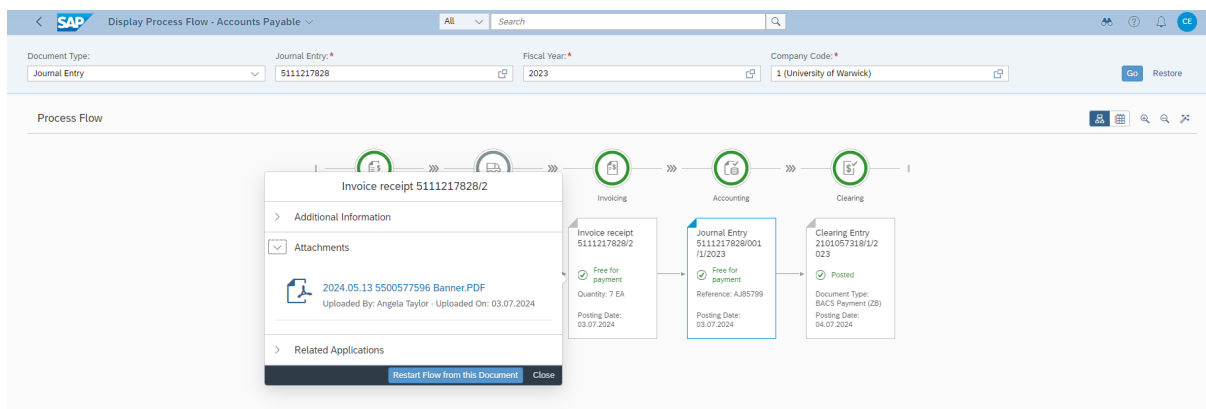 SAP Display Process Flow - Accounts Payable
All Search
CE
Document Type: Journal Entry:* Fiscal Year:* Company Code:*
Journal Entry 5111217828 2023 1 (University of Warwick) Go Restore
Process Flow
Invoicing Accounting Clearing
Invoice receipt 5111217828/2
Additional Information
Attachments
2024.05.13 5500577596 Banner.PDF
Uploaded By: Angela Taylor · Uploaded On: 03.07.2024
Related Applications
Restart Flow from this Document Close
Invoice receipt
5111217828/2
Free for
payment
Quantity: 7 EA
Posting Date:
03.07.2024
Journal Entry
5111217828/001
/1/2023
Free for
payment
Reference: AJ85799
Posting Date:
03.07.2024
Clearing Entry
2101057318/1/2
023
Posted
Document Type:
BACS Payment (ZB)
Posting Date:
04.07.2024